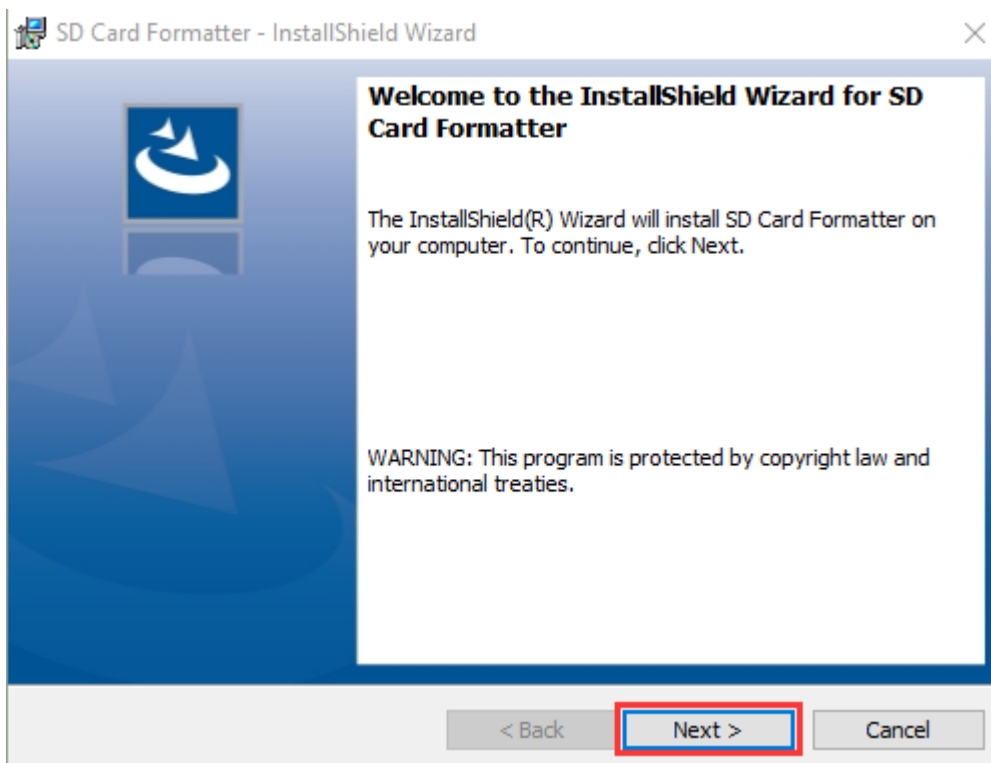 SD Card Formatter - InstallShield Wizard
Welcome to the InstallShield Wizard for SD
Card Formatter
The InstallShield(R) Wizard will install SD Card Formatter on
your computer. To continue, click Next.
WARNING: This program is protected by copyright law and
international treaties.
< Back Next > Cancel